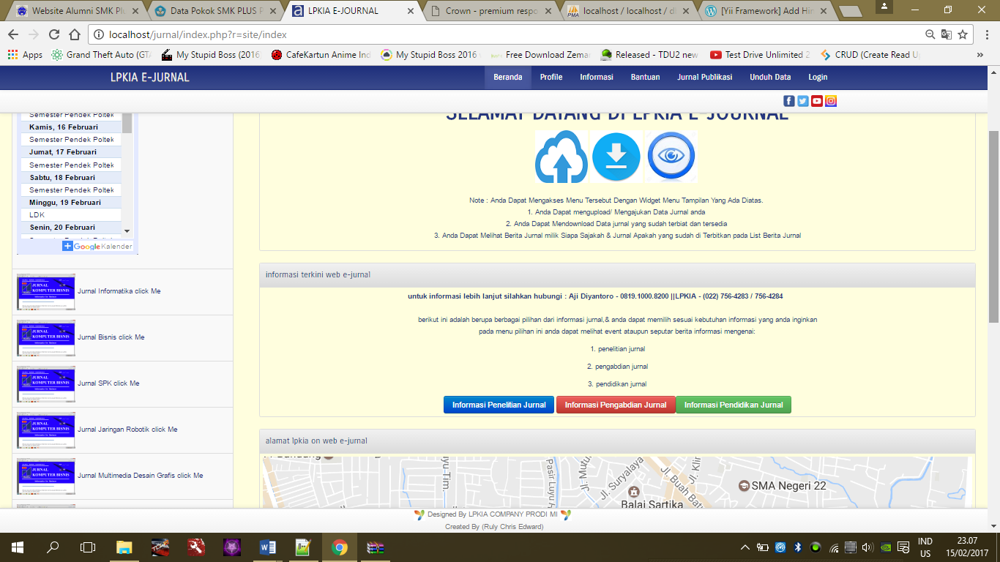 Website Alumni SMK Plu
Data Pokok SMK PLUS P
LPKIA E-JOURNAL
Crown - premium respo
localhost / localhost / d
[Yii Framework] Add Hir
localhost/jurnal/index.php?r=site/index
Apps
Grand Theft Auto (GTA
My Stupid Boss (2016
CafeKartun Anime Ind
My Stupid Boss 2016
Free Download Zema
Released - TDU2 new
Test Drive Unlimited 2
CRUD (Create Read U
LPKIA E-JURNAL
Beranda
Profile
Informasi
Bantuan
Jurnal Publikasi
Unduh Data
Login
Semester Pendek Poltek
Kamis, 16 Februari
Semester Pendek Poltek
Jumat, 17 Februari
Semester Pendek Poltek
Sabtu, 18 Februari
Semester Pendek Poltek
Minggu, 19 Februari
LDK
Senin, 20 Februari
Google Kalender
JURNAL
KOMPUTER BISNIS
Jurnal Informatika click Me
JURNAL
KOMPUTER BISNIS
Jurnal Bisnis click Me
JURNAL
KOMPUTER BISNIS
Jurnal SPK click Me
JURNAL
KOMPUTER BISNIS
Jurnal Jaringan Robotik click Me
JURNAL
KOMPUTER BISNIS
Jurnal Multimedia Desain Grafis click Me
SELAMAT DATANG DI LPKIA E-JOURNAL
Note : Anda Dapat Mengakses Menu Tersebut Dengan Widget Menu Tampilan Yang Ada Diatas.
1. Anda Dapat mengupload/ Mengajukan Data Jurnal anda
2. Anda Dapat Mendownload Data jurnal yang sudah terbiat dan tersedia
3. Anda Dapat Melihat Berita Jurnal milik Siapa Sajakah & Jurnal Apakah yang sudah di Terbitkan pada List Berita Jurnal
informasi terkini web e-jurnal
untuk informasi lebih lanjut silahkan hubungi : Aji Diyantoro - 0819.1000.8200 ||LPKIA - (022) 756-4283 / 756-4284
berikut ini adalah berupa berbagai pilihan dari informasi jurnal,& anda dapat memilih sesuai kebutuhan informasi yang anda inginkan
pada menu pilihan ini anda dapat melihat event ataupun seputar berita informasi mengenai:
1. penelitian jurnal
2. pengabdian jurnal
3. pendidikan jurnal
Informasi Penelitian Jurnal
Informasi Pengabdian Jurnal
Informasi Pendidikan Jurnal
alamat lpkia on web e-jurnal
yu-Tim
Pasir Luyu
Jl. Mutu
Jl. Suryalaya
Jl. Buah Bat
Jl. Klir
SMA Negeri 22
Balai Sartika
Designed By LPKIA COMPANY PRODI MI
Created By (Ruly Chris Edward)
IND
US
23.07
15/02/2017